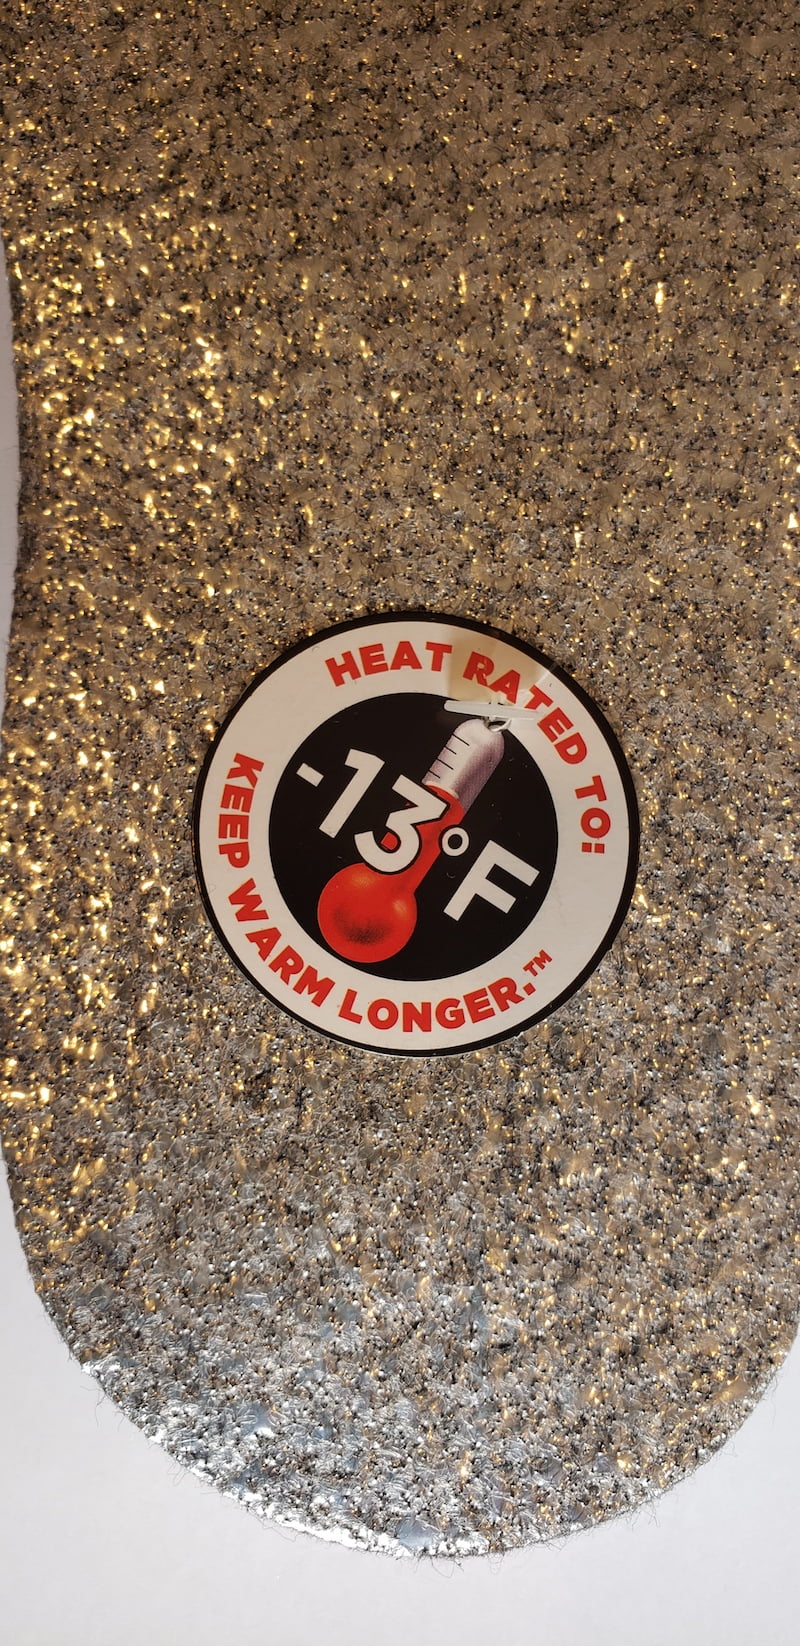 HEAT RATED TO:
-13°F
KEEP WARM LONGER.™